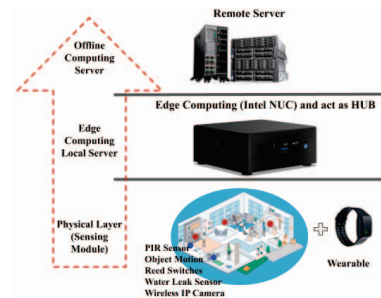 Remote Server
Offline
Computing
Server
Edge Computing (Intel NUC) and act as HUB
Edge
Computing
Local Server
Physical Layer
(Sensing
Module)
PIR Sensor
Object Motion
Reed Switches
Water Leak Sensor
Wireless IP Camera
Wearable